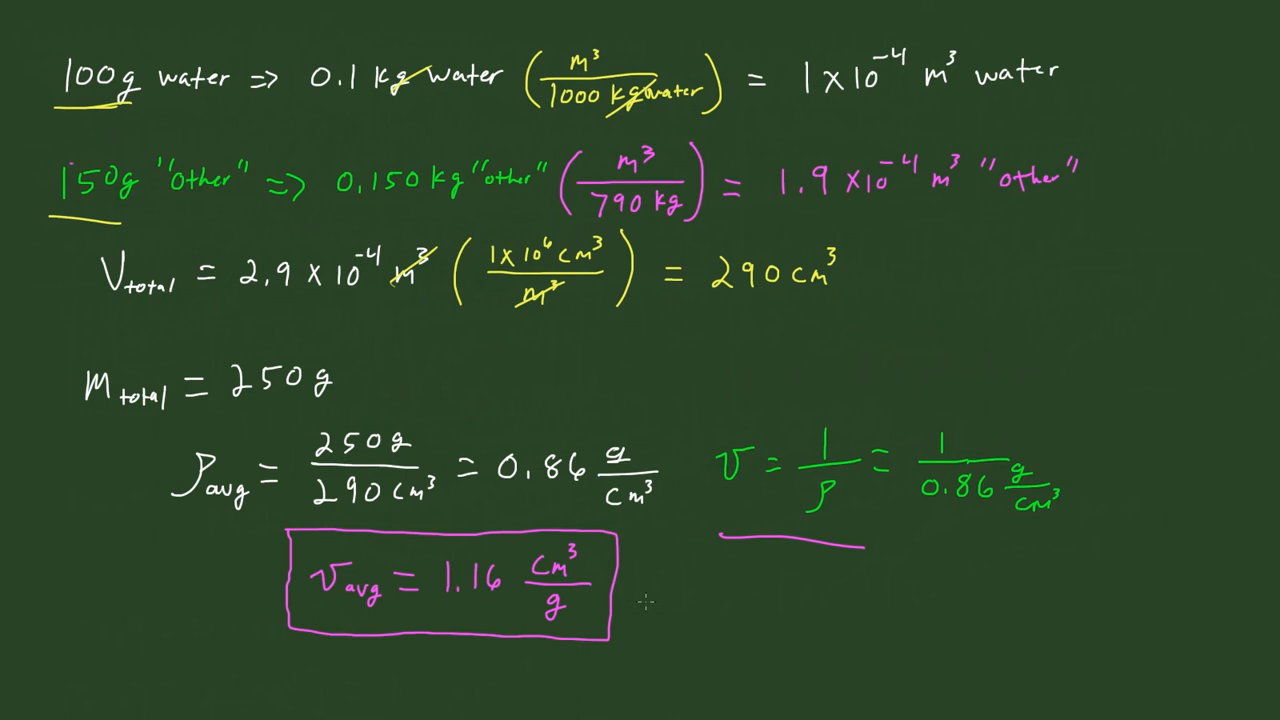 100g water => 0.1 kg water (m³ / 1000 kg water) = 1 x 10⁻⁴ m³ water
150g "other" => 0.150 kg "other" (m³ / 790 kg) = 1.9 x10⁻⁴ m³ "other"
V_total = 2.9 x 10⁻⁴ m³ (1 x 10⁶ cm³ / m³) = 290 cm³
m_total = 250 g
ρ_avg = 250g / 290 cm³ = 0.86 g / cm³
v = 1 / ρ = 1 / 0.86 g/cm³
v_avg = 1.16 cm³ / g